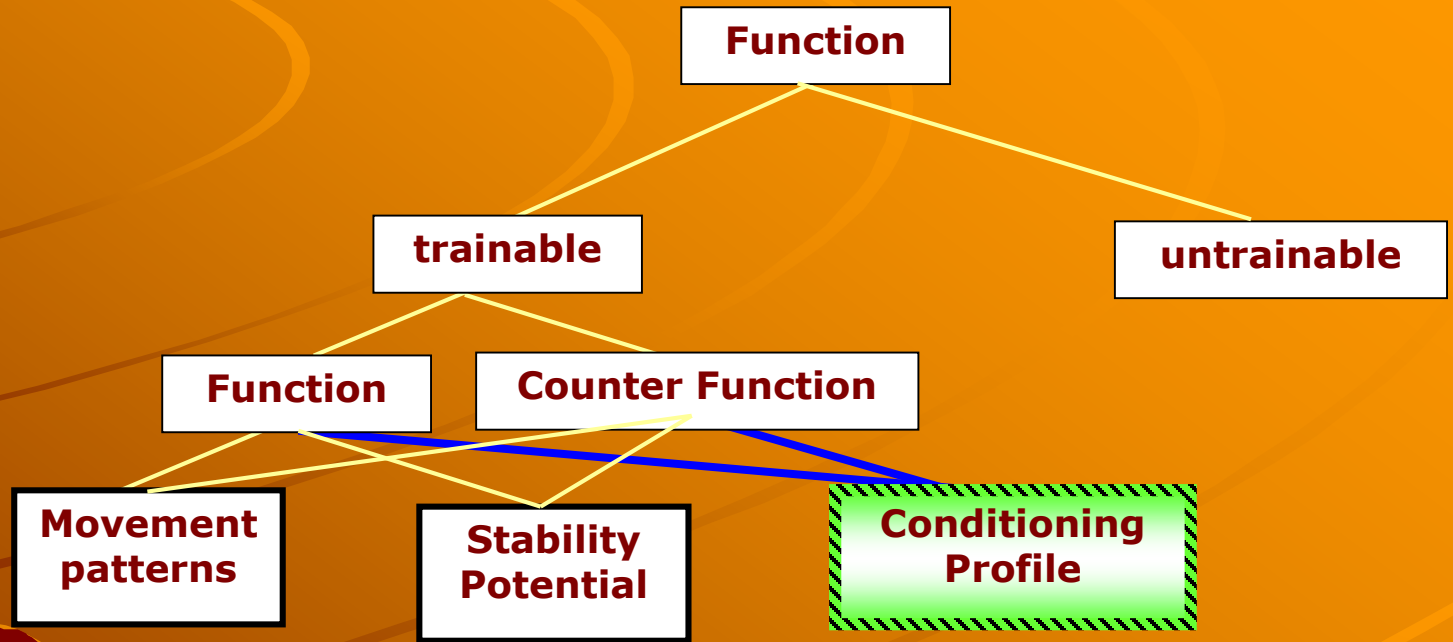 Function
trainable
untrainable
Function
Counter Function
Movement
patterns
Stability
Potential
Conditioning
Profile